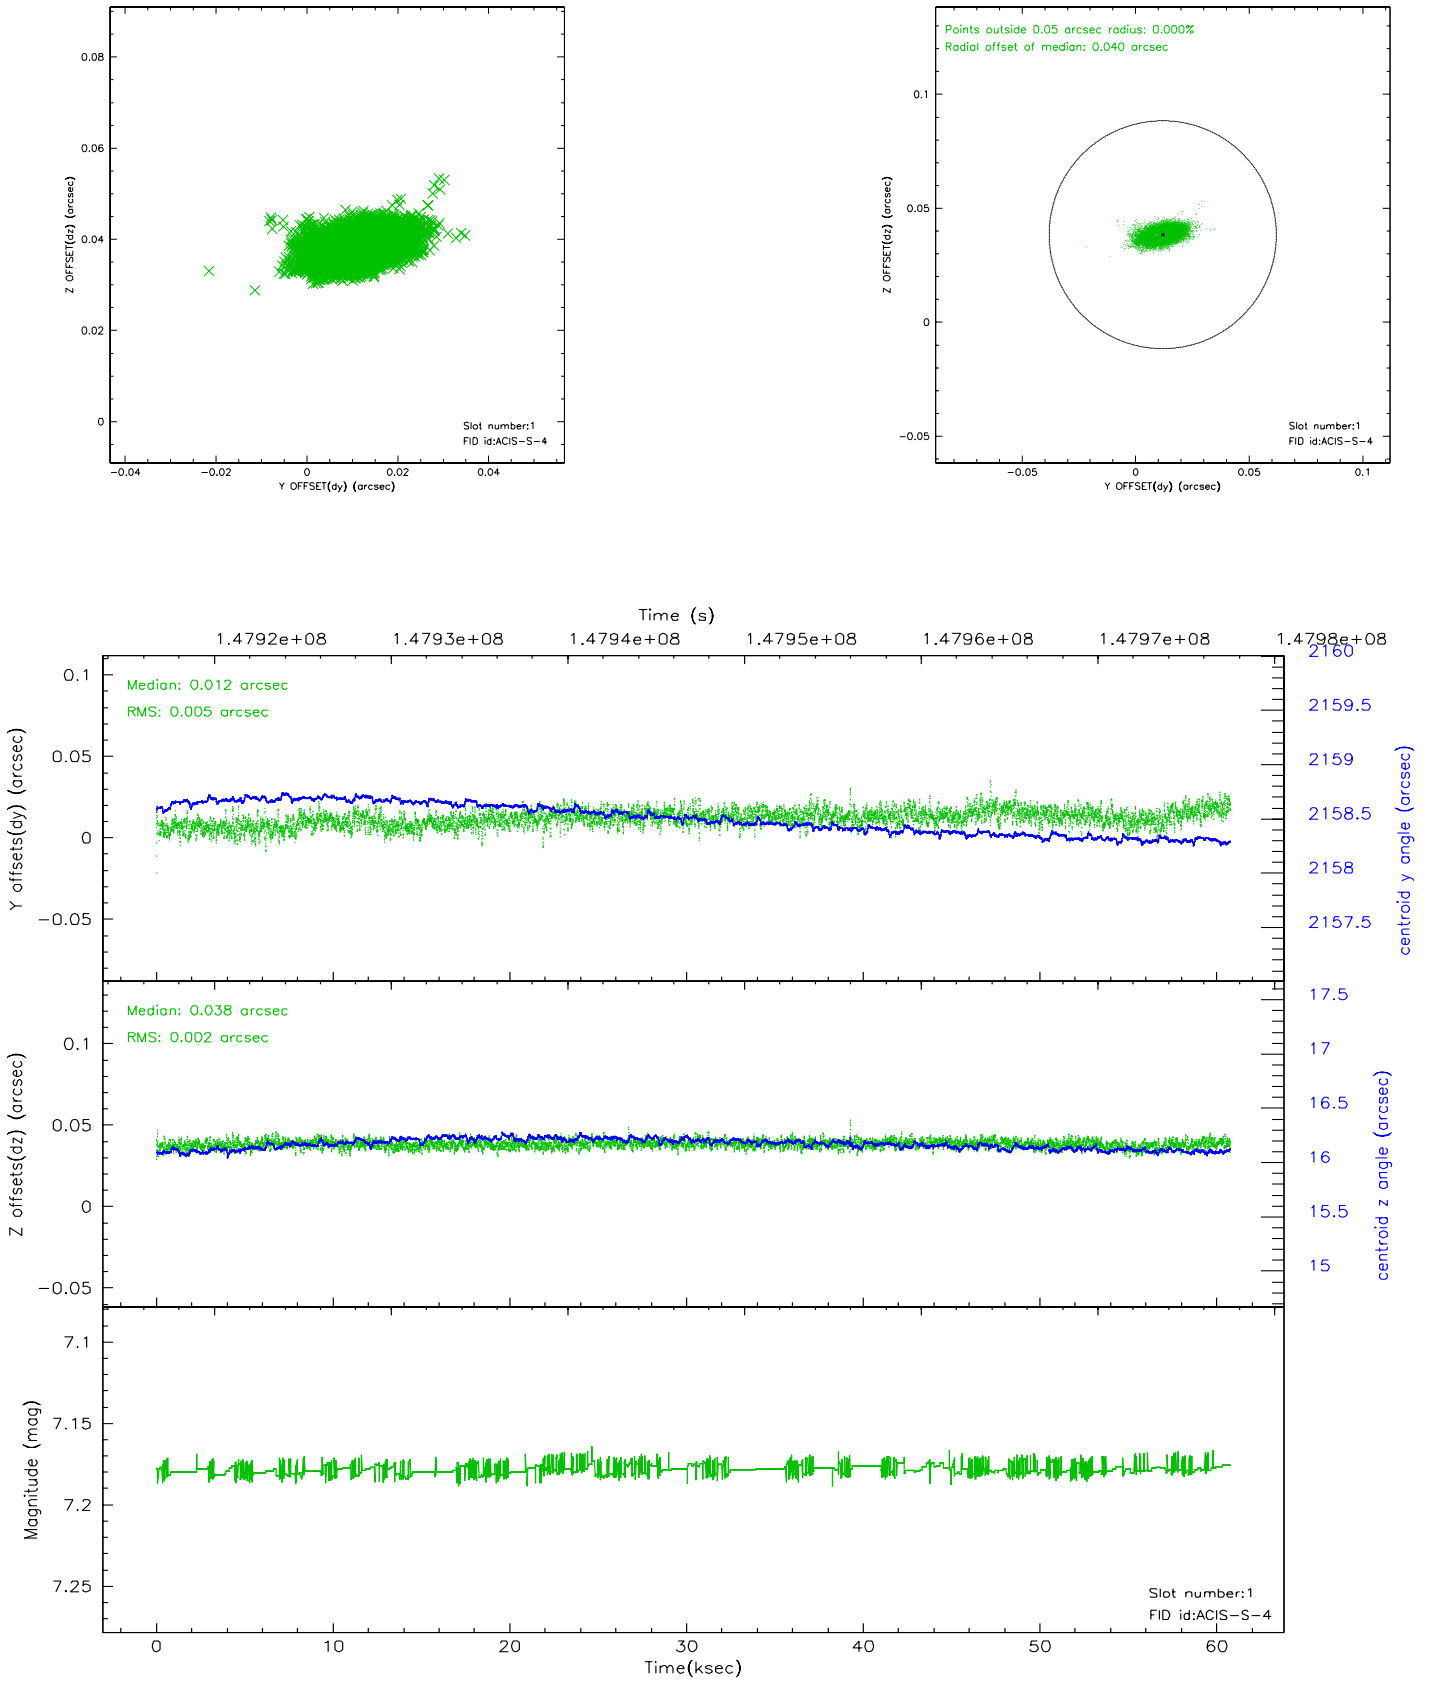 0.08
0.06
0.04
0.02
0
Z OFFSET(dz) (arcsec)
Slot number:1
FID id:ACIS-S-4
-0.04
-0.02
0
0.02
0.04
Y OFFSET(dy) (arcsec)
Points outside 0.05 arcsec radius: 0.000%
Radial offset of median: 0.040 arcsec
0.1
0.05
0
-0.05
Z OFFSET(dz) (arcsec)
Slot number:1
FID id:ACIS-S-4
-0.05
0
0.05
0.1
Y OFFSET(dy) (arcsec)
Time (s)
1.4792e+08
1.4793e+08
1.4794e+08
1.4795e+08
1.4796e+08
1.4797e+08
1.4798e+08
Median: 0.012 arcsec
RMS: 0.005 arcsec
0.1
0.05
0
-0.05
Y offsets(dy) (arcsec)
2160
2159.5
2159
2158.5
2158
2157.5
centroid y angle (arcsec)
Median: 0.038 arcsec
RMS: 0.002 arcsec
0.1
0.05
0
-0.05
Z offsets(dz) (arcsec)
17.5
17
16.5
16
15.5
15
centroid z angle (arcsec)
7.1
7.15
7.2
7.25
Magnitude (mag)
Slot number:1
FID id:ACIS-S-4
0
10
20
30
40
50
60
Time(ksec)